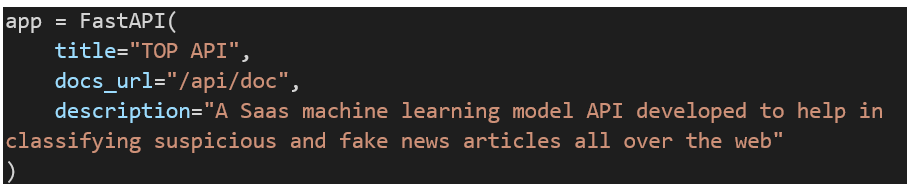 app = FastAPI(
    title="TOP API",
    docs_url="/api/doc",
    description="A Saas machine learning model API developed to help in
classifying suspicious and fake news articles all over the web"
)